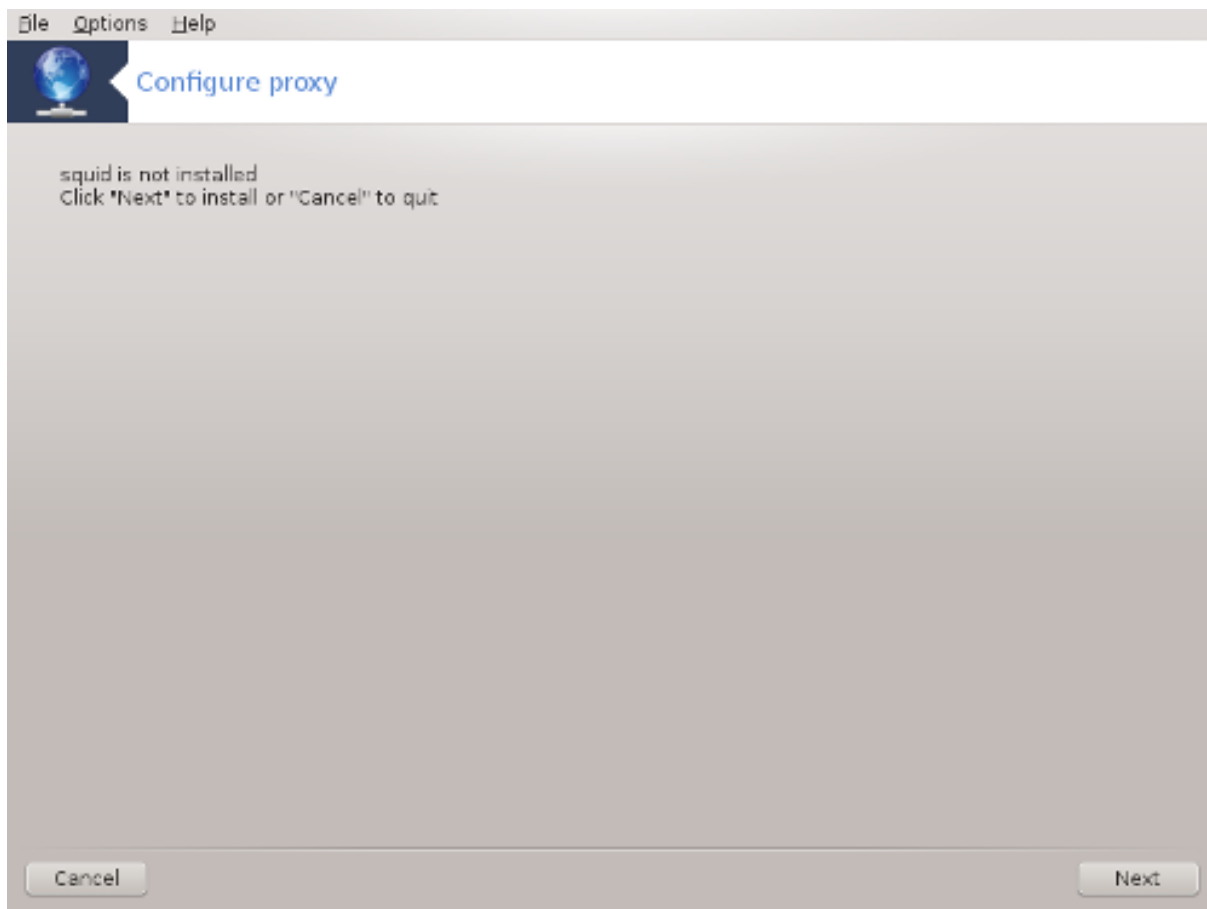 File Options Help
Configure proxy
squid is not installed
Click "Next" to install or "Cancel" to quit
Cancel Next